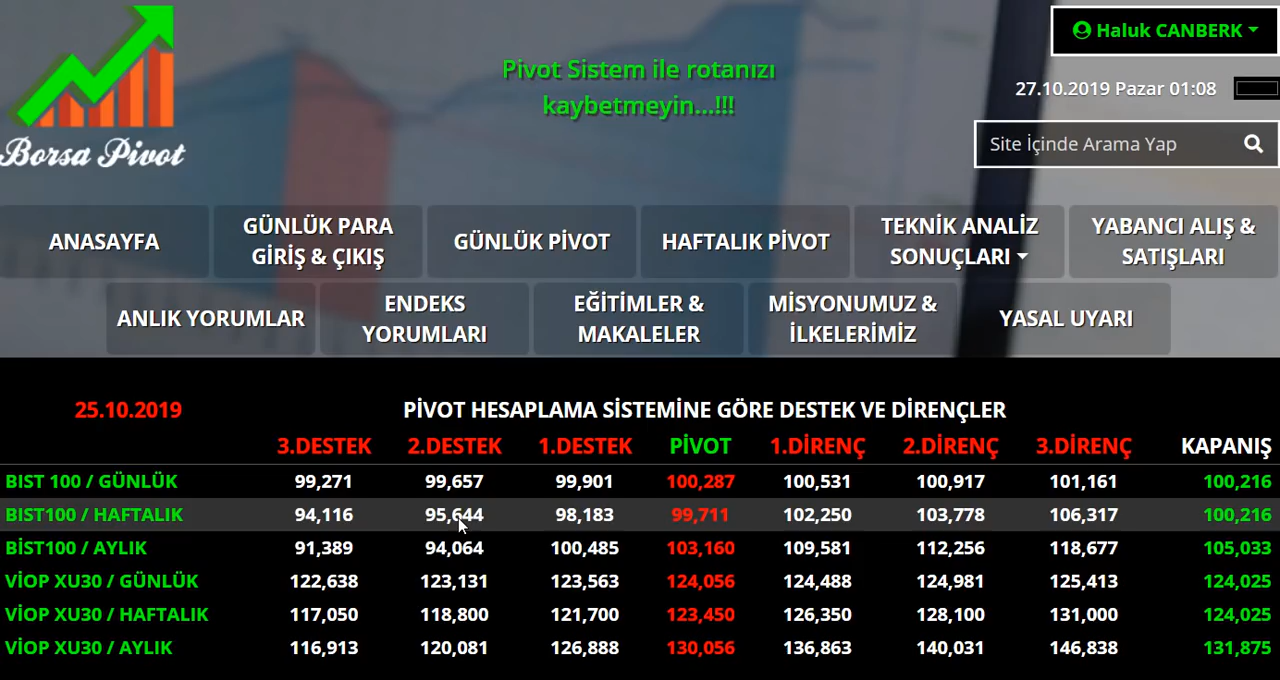 Borsa Pivot
Pivot Sistem ile rotanızı
kaybetmeyin...!!!
Haluk CANBERK
27.10.2019 Pazar 01:08
Site İçinde Arama Yap
ANASAYFA
GÜNLÜK PARA
GİRİŞ & ÇIKIŞ
GÜNLÜK PİVOT
HAFTALIK PİVOT
TEKNİK ANALİZ
SONUÇLARI
YABANCI ALIŞ &
SATIŞLARI
ANLIK YORUMLAR
ENDEKS
YORUMLARI
EĞİTİMLER &
MAKALELER
MİSYONUMUZ &
İLKELERİMİZ
YASAL UYARI
25.10.2019 PİVOT HESAPLAMA SİSTEMİNE GÖRE DESTEK VE DİRENÇLER
3.DESTEK 2.DESTEK 1.DESTEK PİVOT 1.DİRENÇ 2.DİRENÇ 3.DİRENÇ KAPANIŞ
BIST 100 / GÜNLÜK 99,271 99,657 99,901 100,287 100,531 100,917 101,161 100,216
BIST100 / HAFTALIK 94,116 95,644 98,183 99,711 102,250 103,778 106,317 100,216
BİST100 / AYLIK 91,389 94,064 100,485 103,160 109,581 112,256 118,677 105,033
VİOP XU30 / GÜNLÜK 122,638 123,131 123,563 124,056 124,488 124,981 125,413 124,025
VİOP XU30 / HAFTALIK 117,050 118,800 121,700 123,450 126,350 128,100 131,000 124,025
VİOP XU30 / AYLIK 116,913 120,081 126,888 130,056 136,863 140,031 146,838 131,875